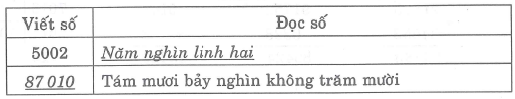 Viết số Đọc số
5002 Năm nghìn linh hai
87 010 Tám mươi bảy nghìn không trăm mười